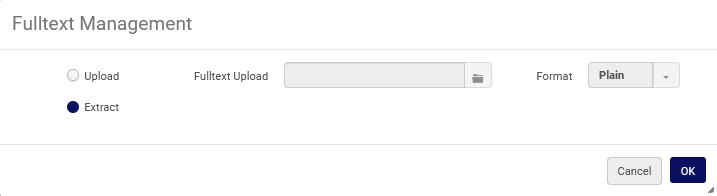 Fulltext Management
Upload Fulltext Upload Format Plain
Extract
Cancel OK